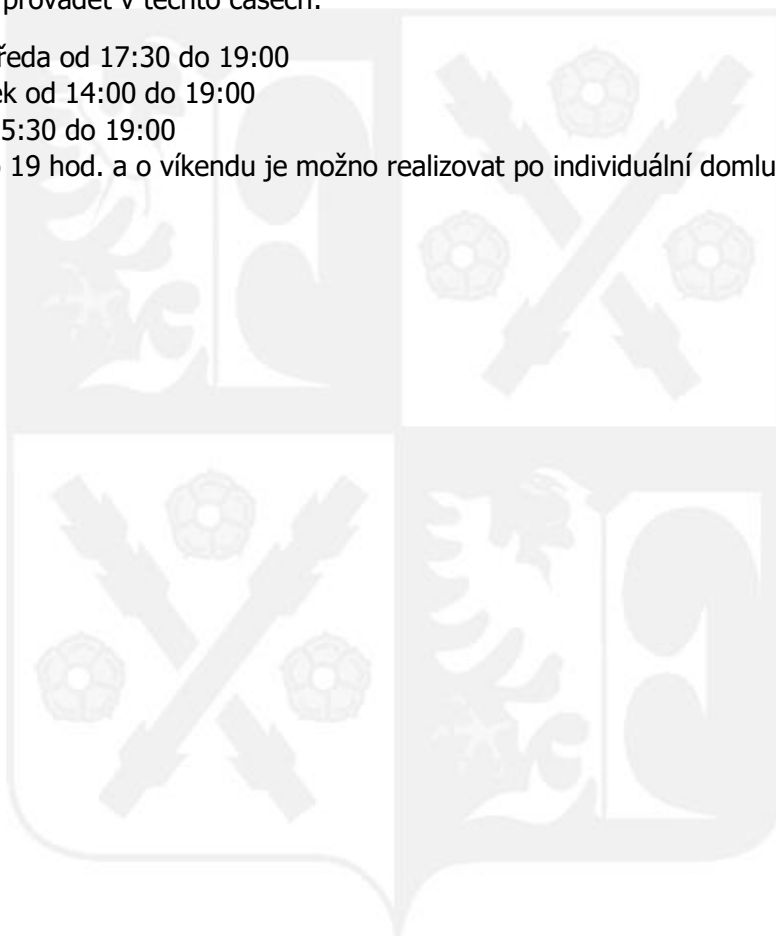 provádět v těchto časech:
ředa od 17:30 do 19:00
ek od 14:00 do 19:00
5:30 do 19:00
19 hod. a o víkendu je možno realizovat po individuální domlu